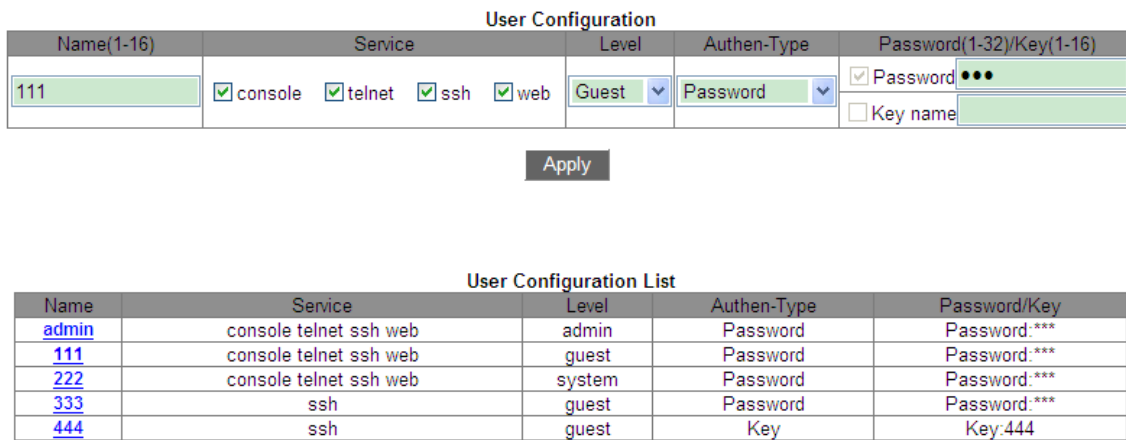 User Configuration
Name(1-16) Service Level Authen-Type Password(1-32)/Key(1-16)
111 console telnet ssh web Guest Password Password •••
Key name
Apply
User Configuration List
Name Service Level Authen-Type Password/Key
admin console telnet ssh web admin Password Password:***
111 console telnet ssh web guest Password Password:***
222 console telnet ssh web system Password Password:***
333 ssh guest Password Password:***
444 ssh guest Key Key:444